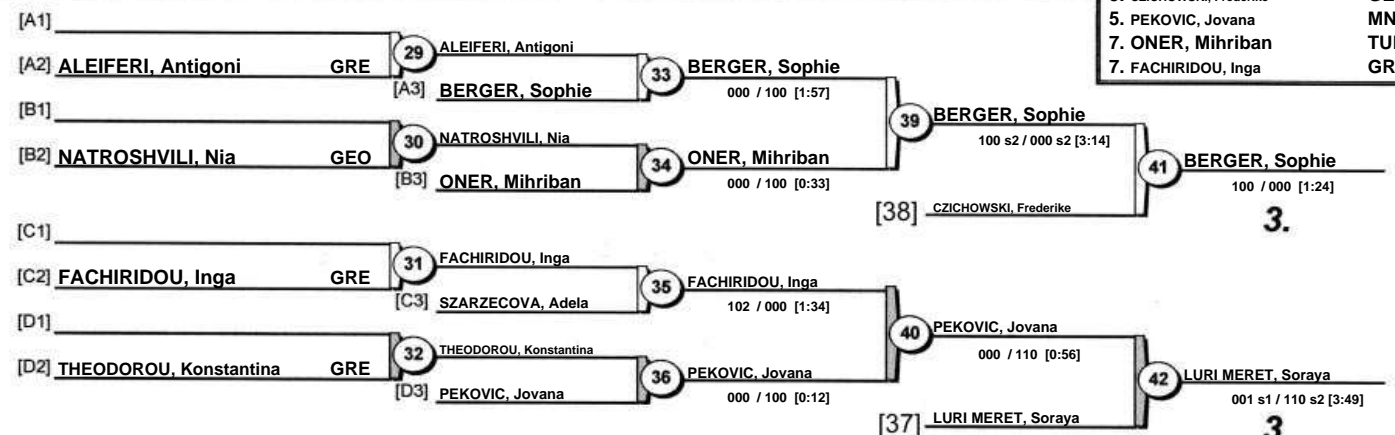 5. PEKOVIC, Jovana MN
7. ONER, Mihriban TU
7. FACHIRIDOU, Inga GR
[A1]
[A2] ALEIFERI, Antigoni GRE
29
ALEIFERI, Antigoni
[A3] BERGER, Sophie
33
BERGER, Sophie
000 / 100 [1:57]
[B1]
[B2] NATROSHVILI, Nia GEO
30
NATROSHVILI, Nia
[B3] ONER, Mihriban
34
ONER, Mihriban
000 / 100 [0:33]
39
BERGER, Sophie
100 s2 / 000 s2 [3:14]
[38] CZICHOWSKI, Frederike
41
BERGER, Sophie
100 / 000 [1:24]
3.
[C1]
[C2] FACHIRIDOU, Inga GRE
31
FACHIRIDOU, Inga
[C3] SZARZECOVA, Adela
35
FACHIRIDOU, Inga
102 / 000 [1:34]
[D1]
[D2] THEODOROU, Konstantina GRE
32
THEODOROU, Konstantina
[D3] PEKOVIC, Jovana
36
PEKOVIC, Jovana
000 / 100 [0:12]
40
PEKOVIC, Jovana
000 / 110 [0:56]
[37] LURI MERET, Soraya
42
LURI MERET, Soraya
001 s1 / 110 s2 [3:49]
3